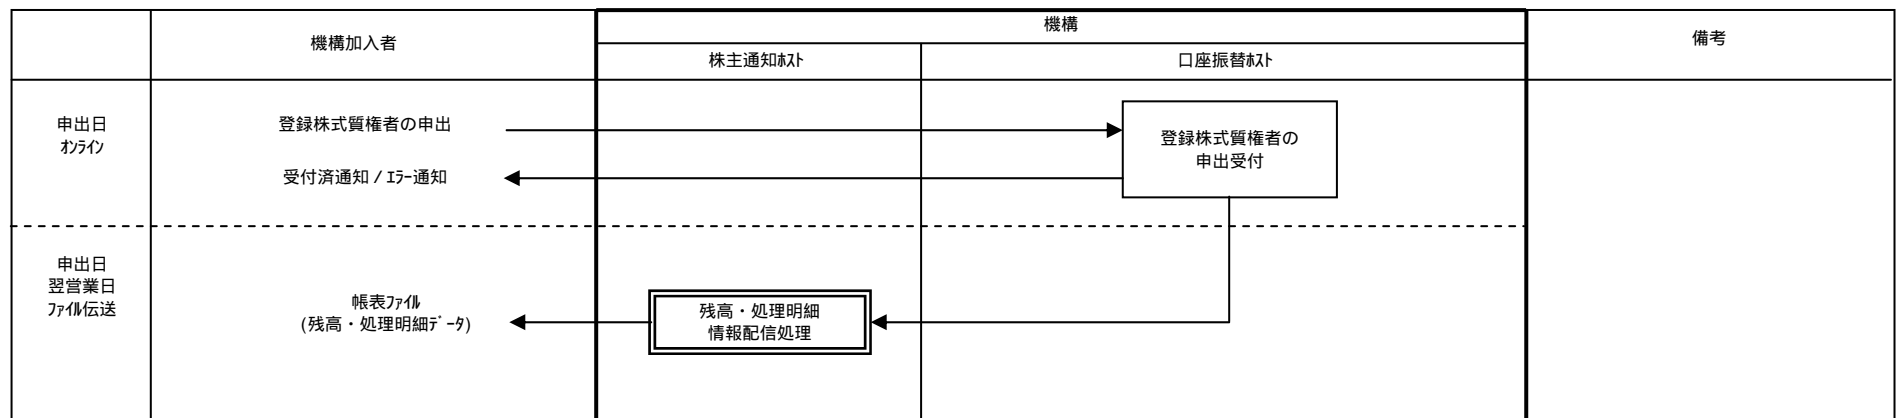 機構加入者
機構
備考
株主通知ﾎｽﾄ
口座振替ﾎｽﾄ
申出日
ｵﾝﾗｲﾝ
登録株式質権者の申出
登録株式質権者の
申出受付
受付済通知 / ｴﾗｰ通知
申出日
翌営業日
ﾌｧｲﾙ伝送
帳表ﾌｧｲﾙ
(残高・処理明細ﾃﾞｰﾀ)
残高・処理明細
情報配信処理